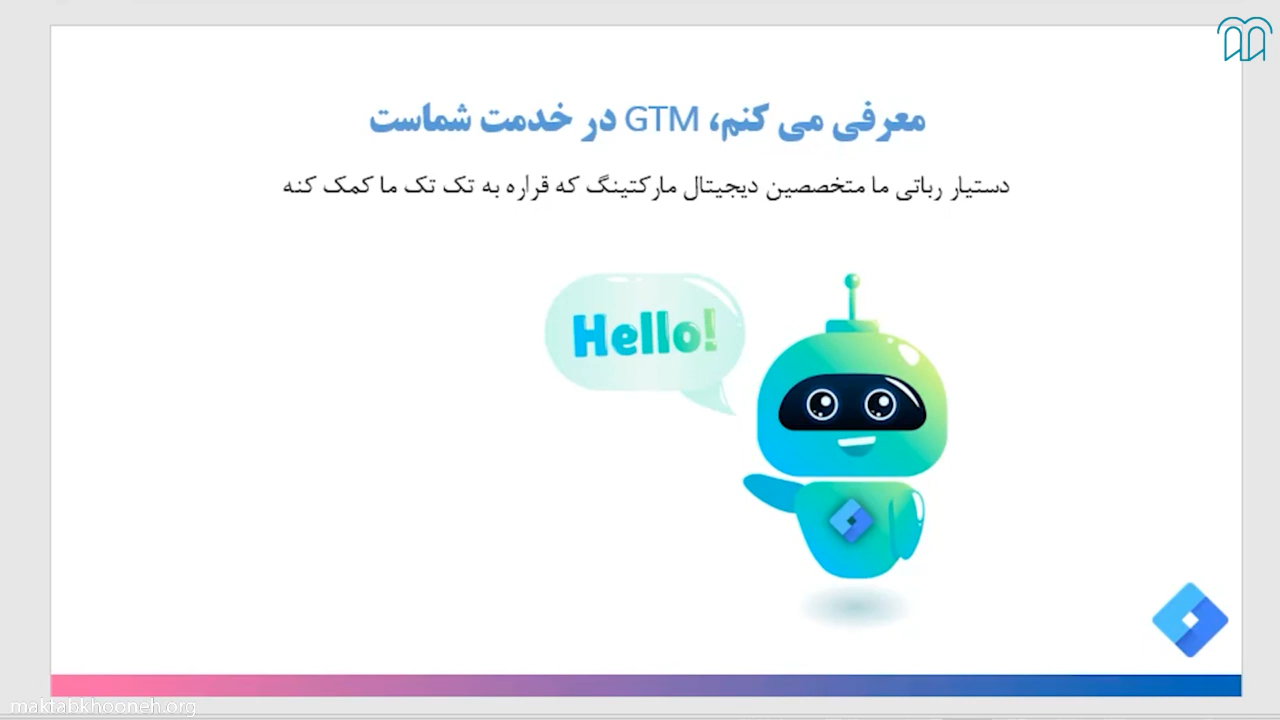 معرفی می کنم، GTM در خدمت شماست
دستیار رباتی ما متخصصین دیجیتال مارکتینگ که قراره به تک تک ما کمک کنه
Hello!
maktabkhooneh.org